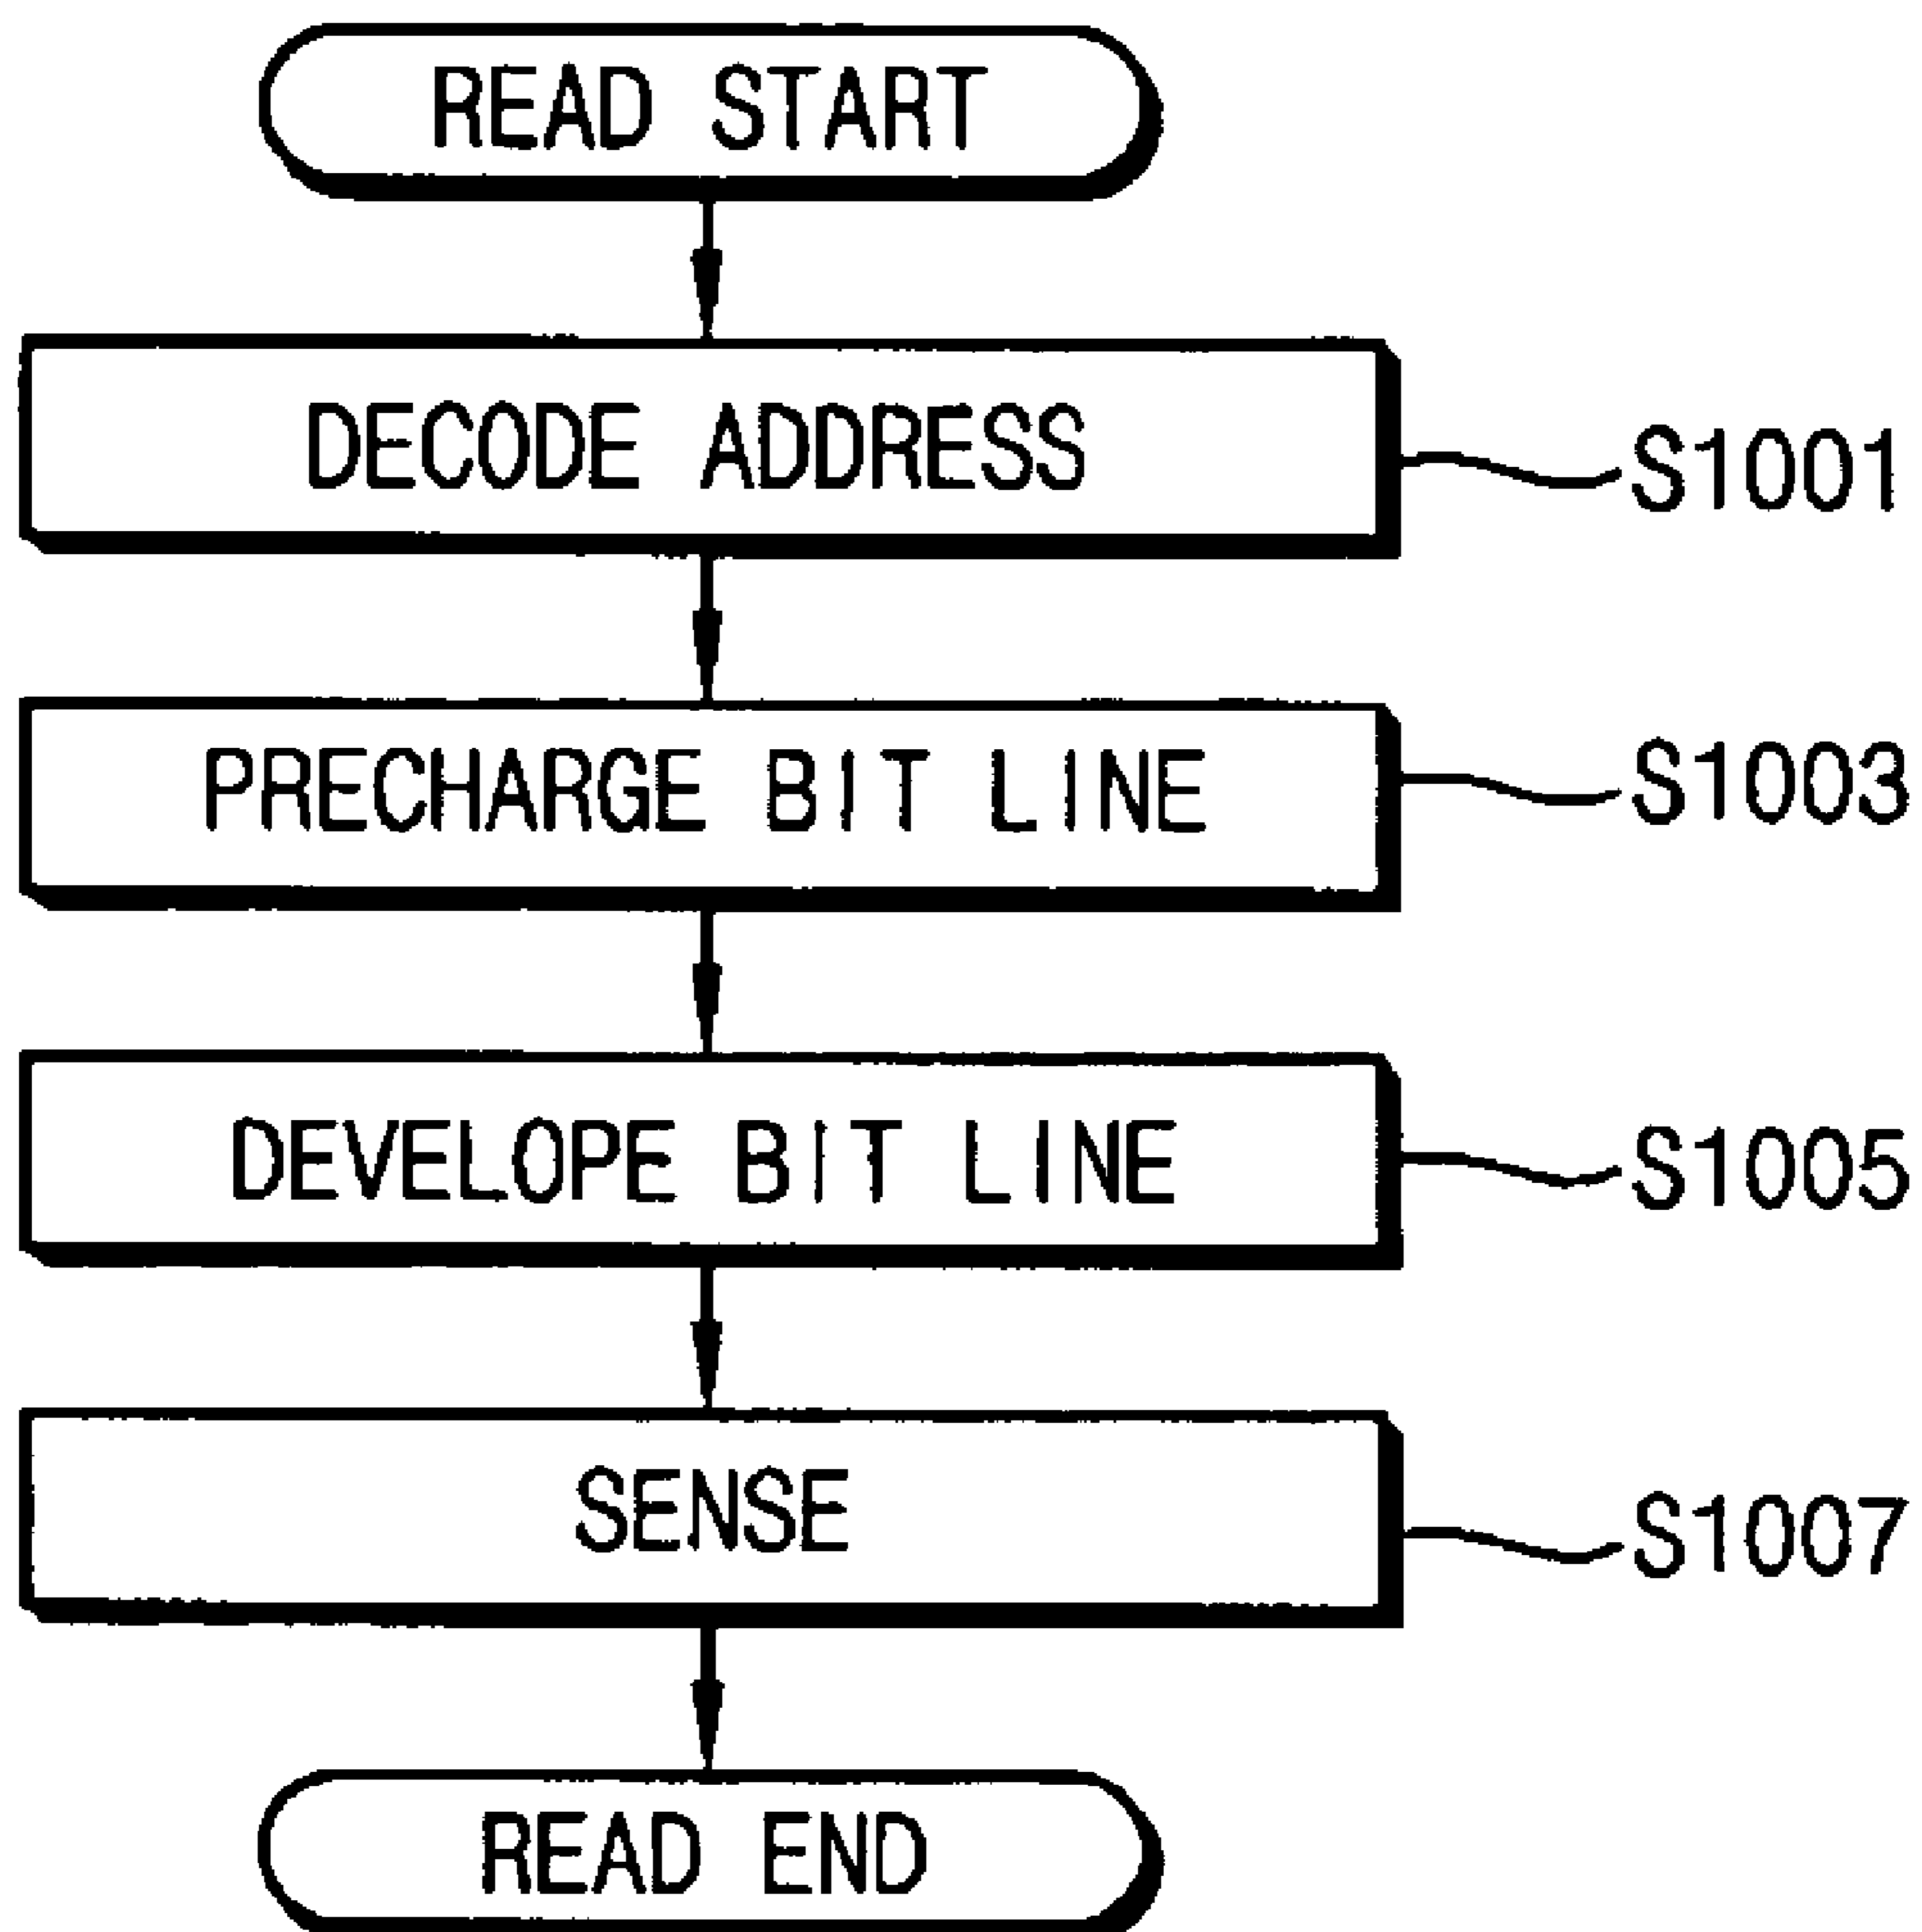 READ START
DECODE ADDRESS
S1001
PRECHARGE BIT LINE
S1003
DEVELOPE BIT LINE
S1005
SENSE
S1007
READ END